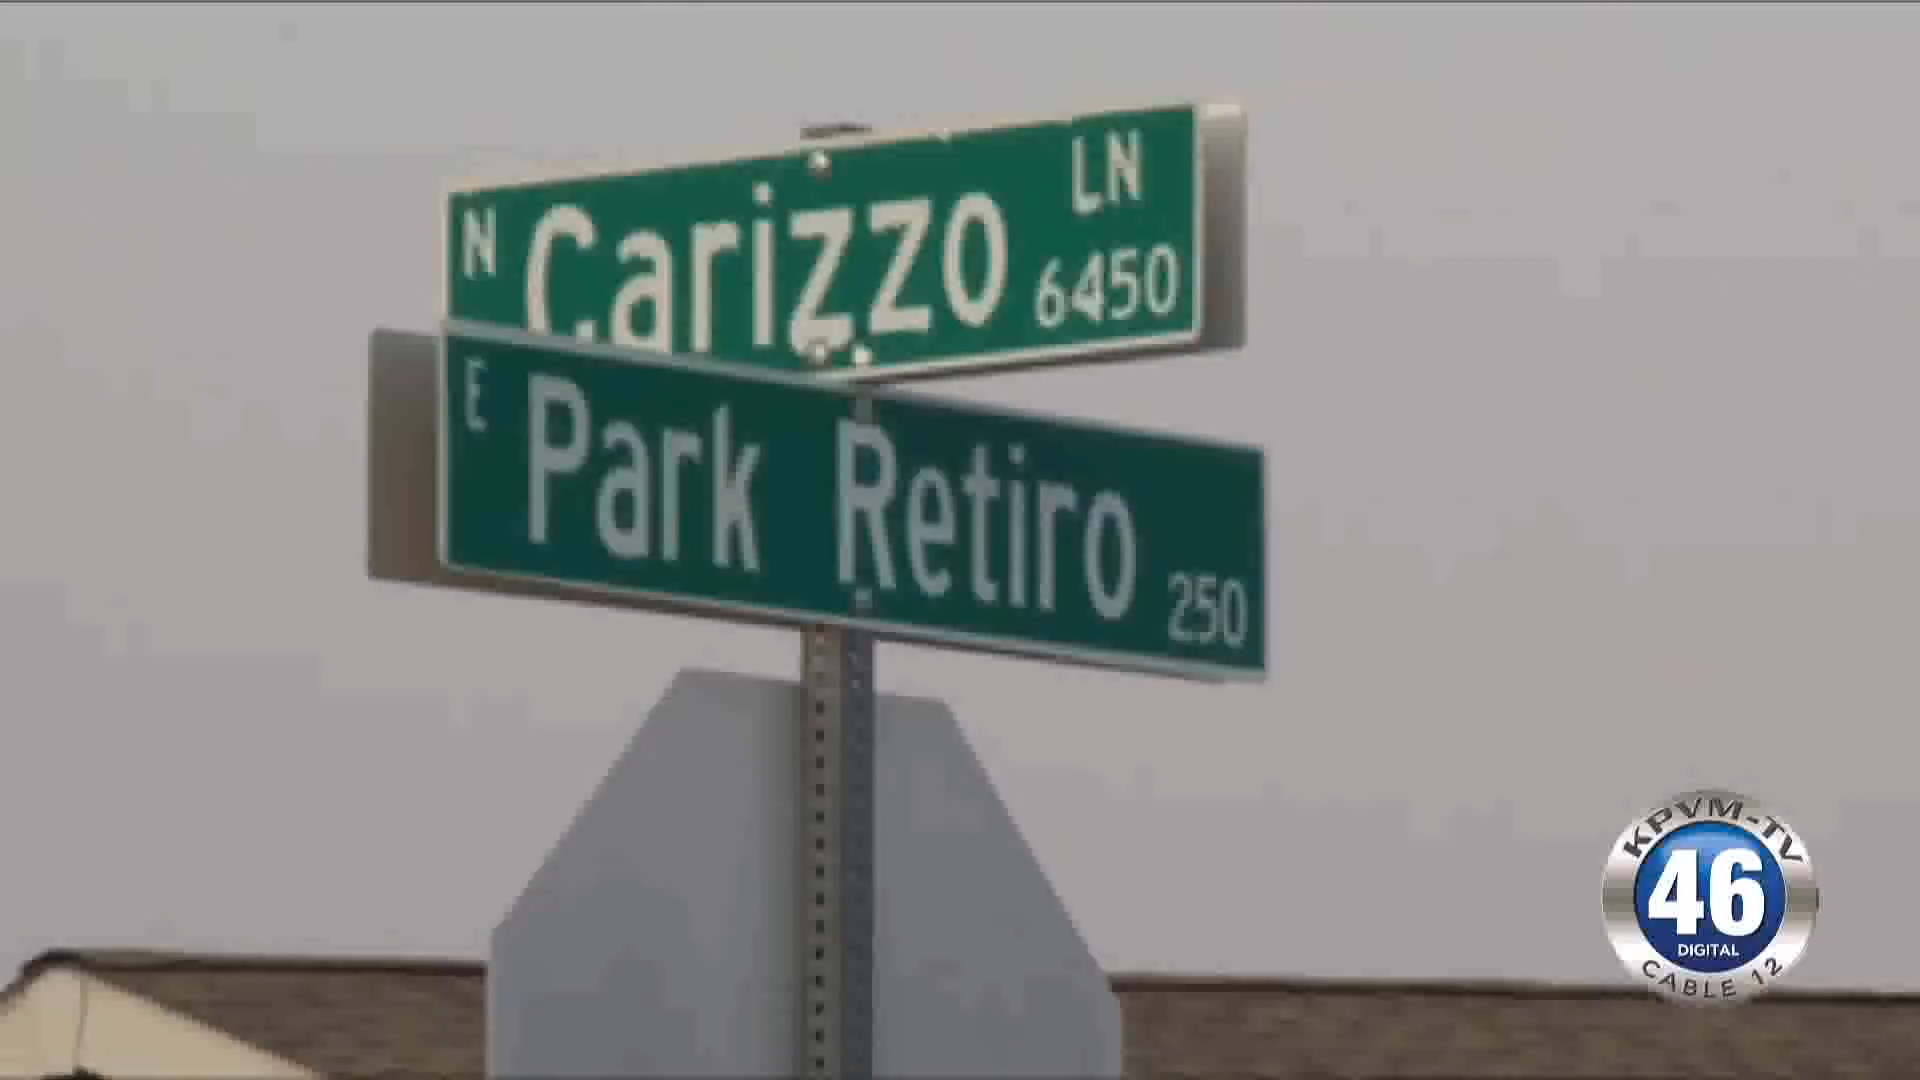 N Carizzo LN
6450
E Park Retiro 250
KPVM-TV
46
DIGITAL
CABLE 12